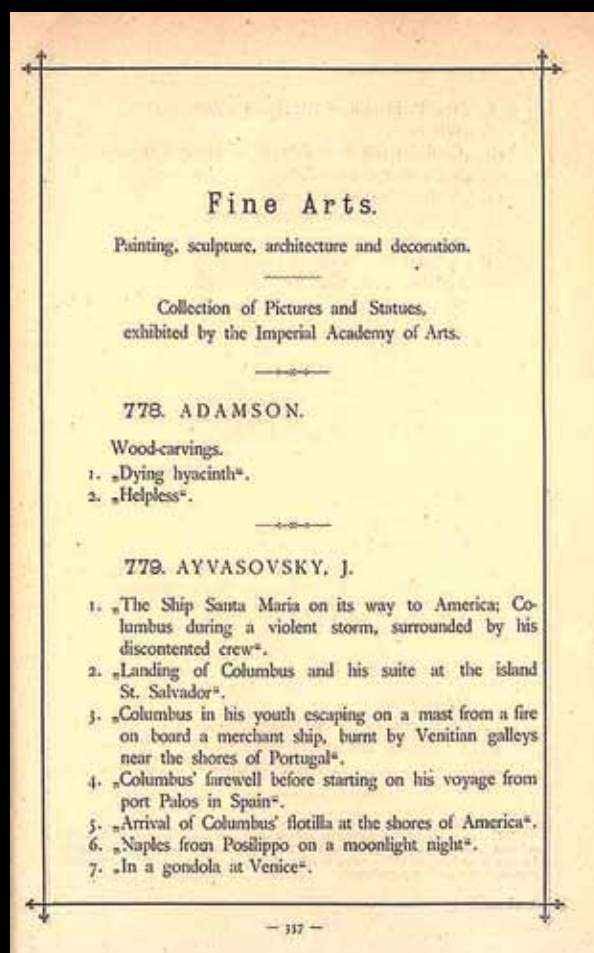 Fine Arts.
Painting, sculpture, architecture and decoration.
Collection of Pictures and Statues,
exhibited by the Imperial Academy of Arts.
778. ADAMSON.
Wood-carvings.
1. „Dying hyacinth“.
2. „Helpless“.
779. AYVASOVSKY, J.
1. „The Ship Santa Maria on its way to America; Co-
lumbus during a violent storm, surrounded by his
discontented crew“.
2. „Landing of Columbus and his suite at the island
St. Salvador“.
3. „Columbus in his youth escaping on a mast from a fire
on board a merchant ship, burnt by Venitian galleys
near the shores of Portugal“.
4. „Columbus' farewell before starting on his voyage from
port Palos in Spain“.
5. „Arrival of Columbus' flotilla at the shores of America“.
6. „Naples from Posilippo on a moonlight night“.
7. „In a gondola at Venice“.
— 337 —